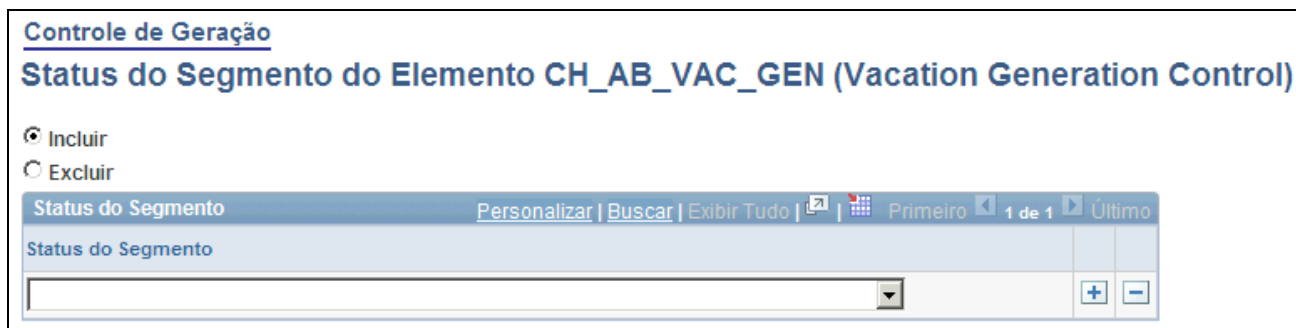 Controle de Geração
Status do Segmento do Elemento CH_AB_VAC_GEN (Vacation Generation Control)
Incluir
Excluir
Status do Segmento Personalizar | Buscar | Exibir Tudo | | Primeiro 1 de 1 Último
Status do Segmento